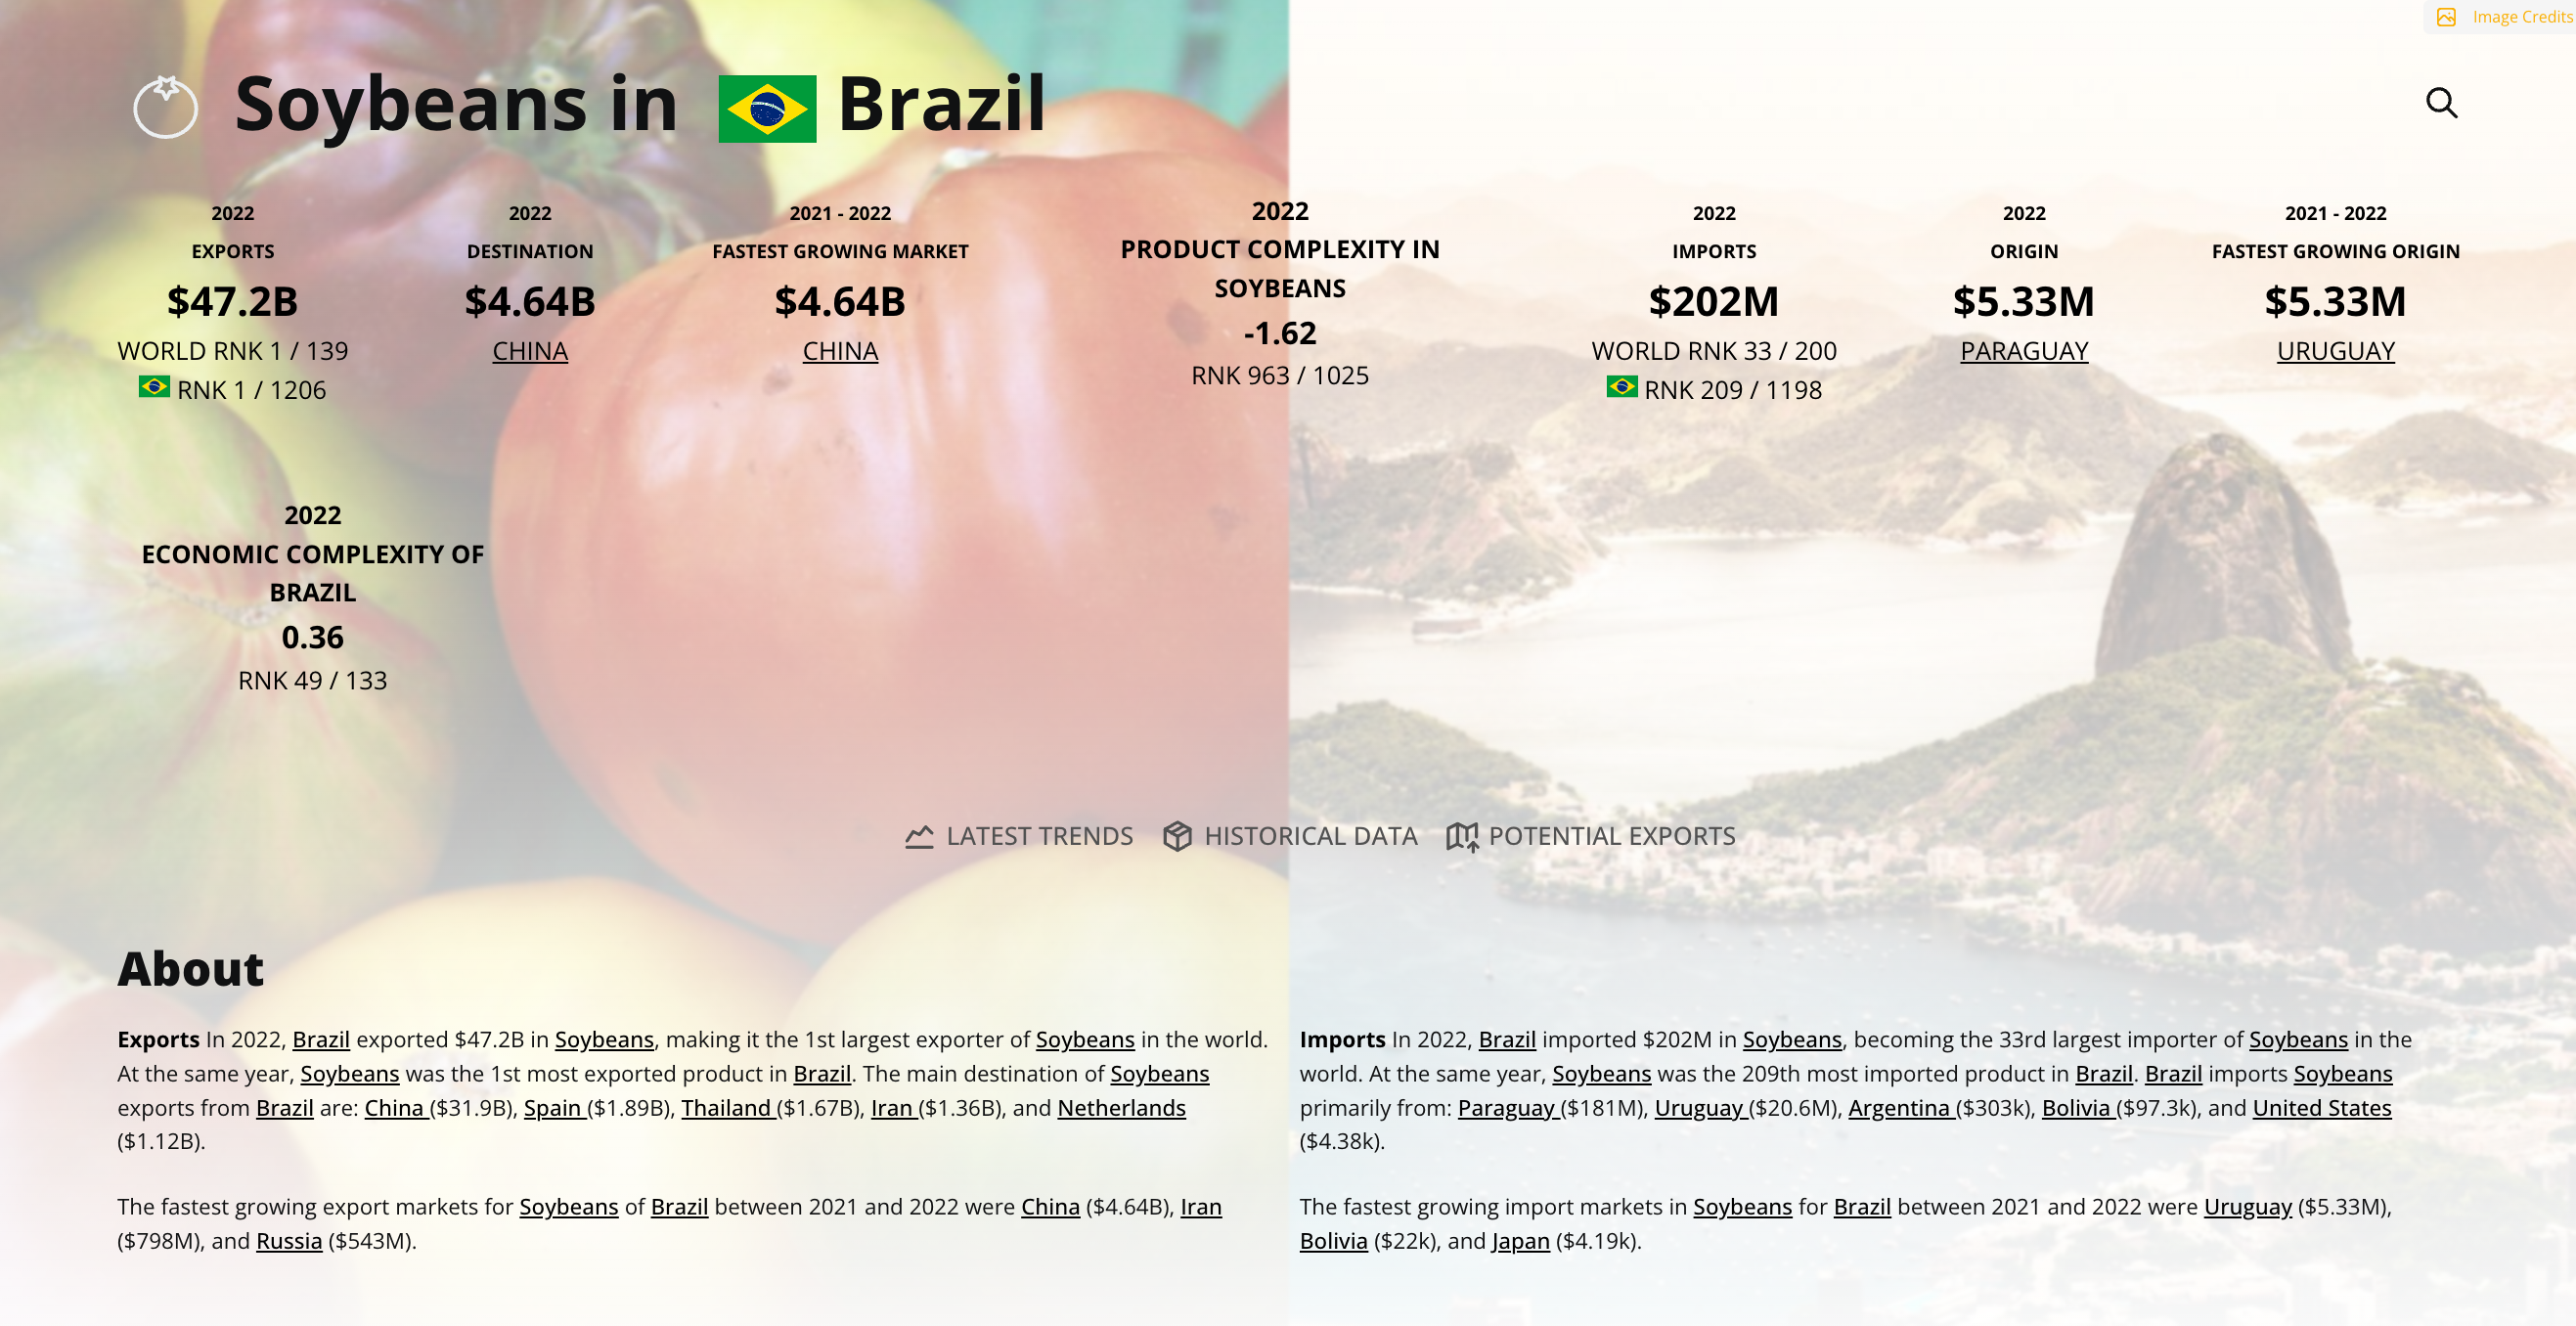 Image Credits
Soybeans in Brazil
2022
EXPORTS
$47.2B
WORLD RNK 1 / 139
RNK 1 / 1206
2022
DESTINATION
$4.64B
CHINA
2021 - 2022
FASTEST GROWING MARKET
$4.64B
CHINA
2022
PRODUCT COMPLEXITY IN
SOYBEANS
-1.62
RNK 963 / 1025
2022
IMPORTS
$202M
WORLD RNK 33 / 200
RNK 209 / 1198
2022
ORIGIN
$5.33M
PARAGUAY
2021 - 2022
FASTEST GROWING ORIGIN
$5.33M
URUGUAY
2022
ECONOMIC COMPLEXITY OF
BRAZIL
0.36
RNK 49 / 133
LATEST TRENDS
HISTORICAL DATA
POTENTIAL EXPORTS
About
Exports In 2022, Brazil exported $47.2B in Soybeans, making it the 1st largest exporter of Soybeans in the world.
At the same year, Soybeans was the 1st most exported product in Brazil. The main destination of Soybeans
exports from Brazil are: China ($31.9B), Spain ($1.89B), Thailand ($1.67B), Iran ($1.36B), and Netherlands
($1.12B).
The fastest growing export markets for Soybeans of Brazil between 2021 and 2022 were China ($4.64B), Iran
($798M), and Russia ($543M).
Imports In 2022, Brazil imported $202M in Soybeans, becoming the 33rd largest importer of Soybeans in the
world. At the same year, Soybeans was the 209th most imported product in Brazil. Brazil imports Soybeans
primarily from: Paraguay ($181M), Uruguay ($20.6M), Argentina ($303k), Bolivia ($97.3k), and United States
($4.38k).
The fastest growing import markets in Soybeans for Brazil between 2021 and 2022 were Uruguay ($5.33M),
Bolivia ($22k), and Japan ($4.19k).